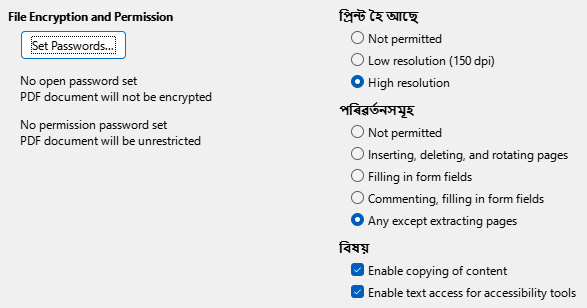 File Encryption and Permission
Set Passwords...
No open password set
PDF document will not be encrypted
No permission password set
PDF document will be unrestricted
প্ৰিন্ট হৈ আছে
Not permitted
Low resolution (150 dpi)
High resolution
পৰিৱৰ্তনসমূহ
Not permitted
Inserting, deleting, and rotating pages
Filling in form fields
Commenting, filling in form fields
Any except extracting pages
বিষয়
Enable copying of content
Enable text access for accessibility tools